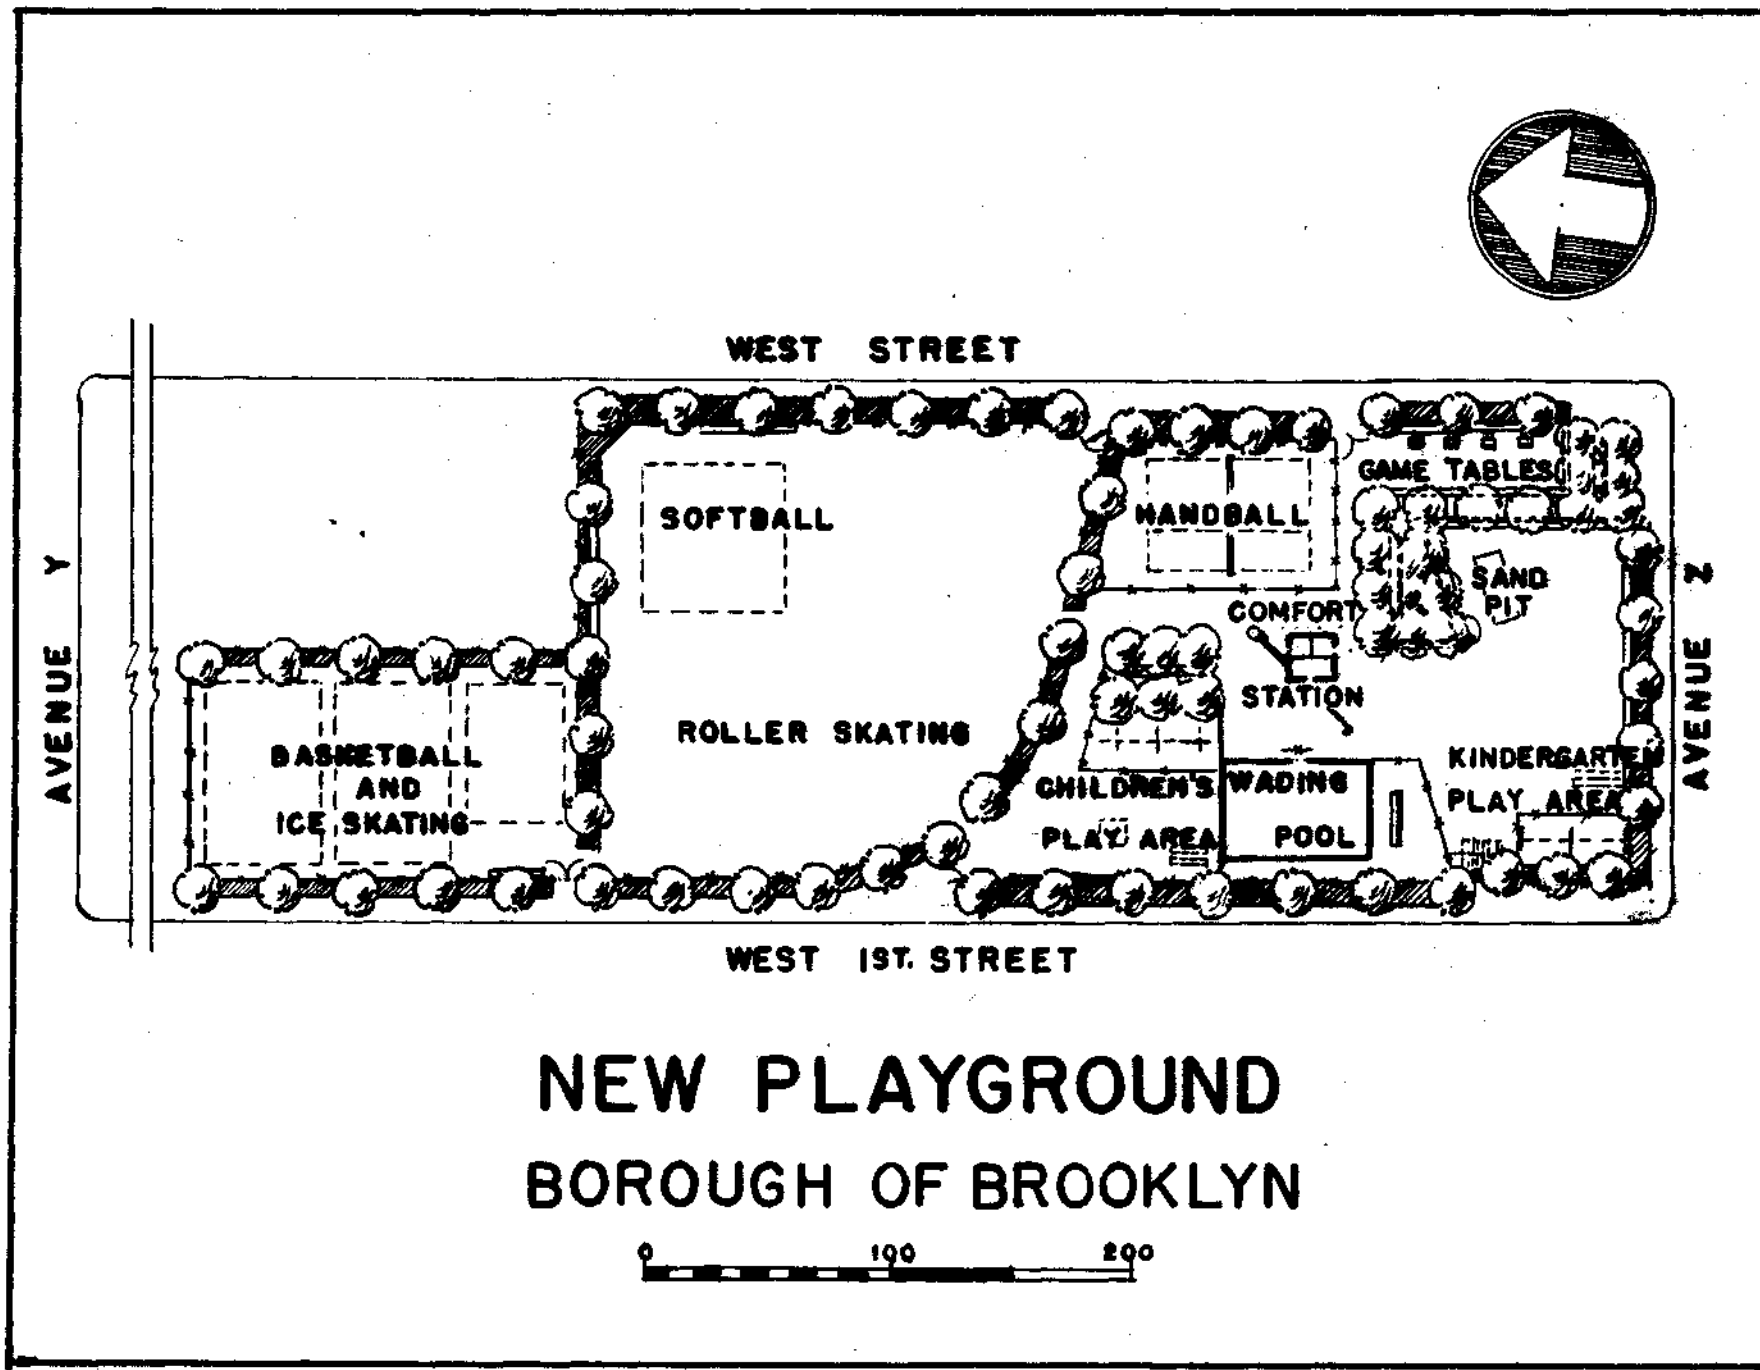 WEST STREET
AVENUE Y
SOFTBALL
HANDBALL
GAME TABLES
SAND
PIT
COMFORT
STATION
AVENUE Z
ROLLER SKATING
BASKETBALL
AND
ICE SKATING
CHILDREN'S
PLAY AREA
WADING
POOL
KINDERGARTEN
PLAY AREA
WEST 1ST. STREET
NEW PLAYGROUND
BOROUGH OF BROOKLYN
0 100 200